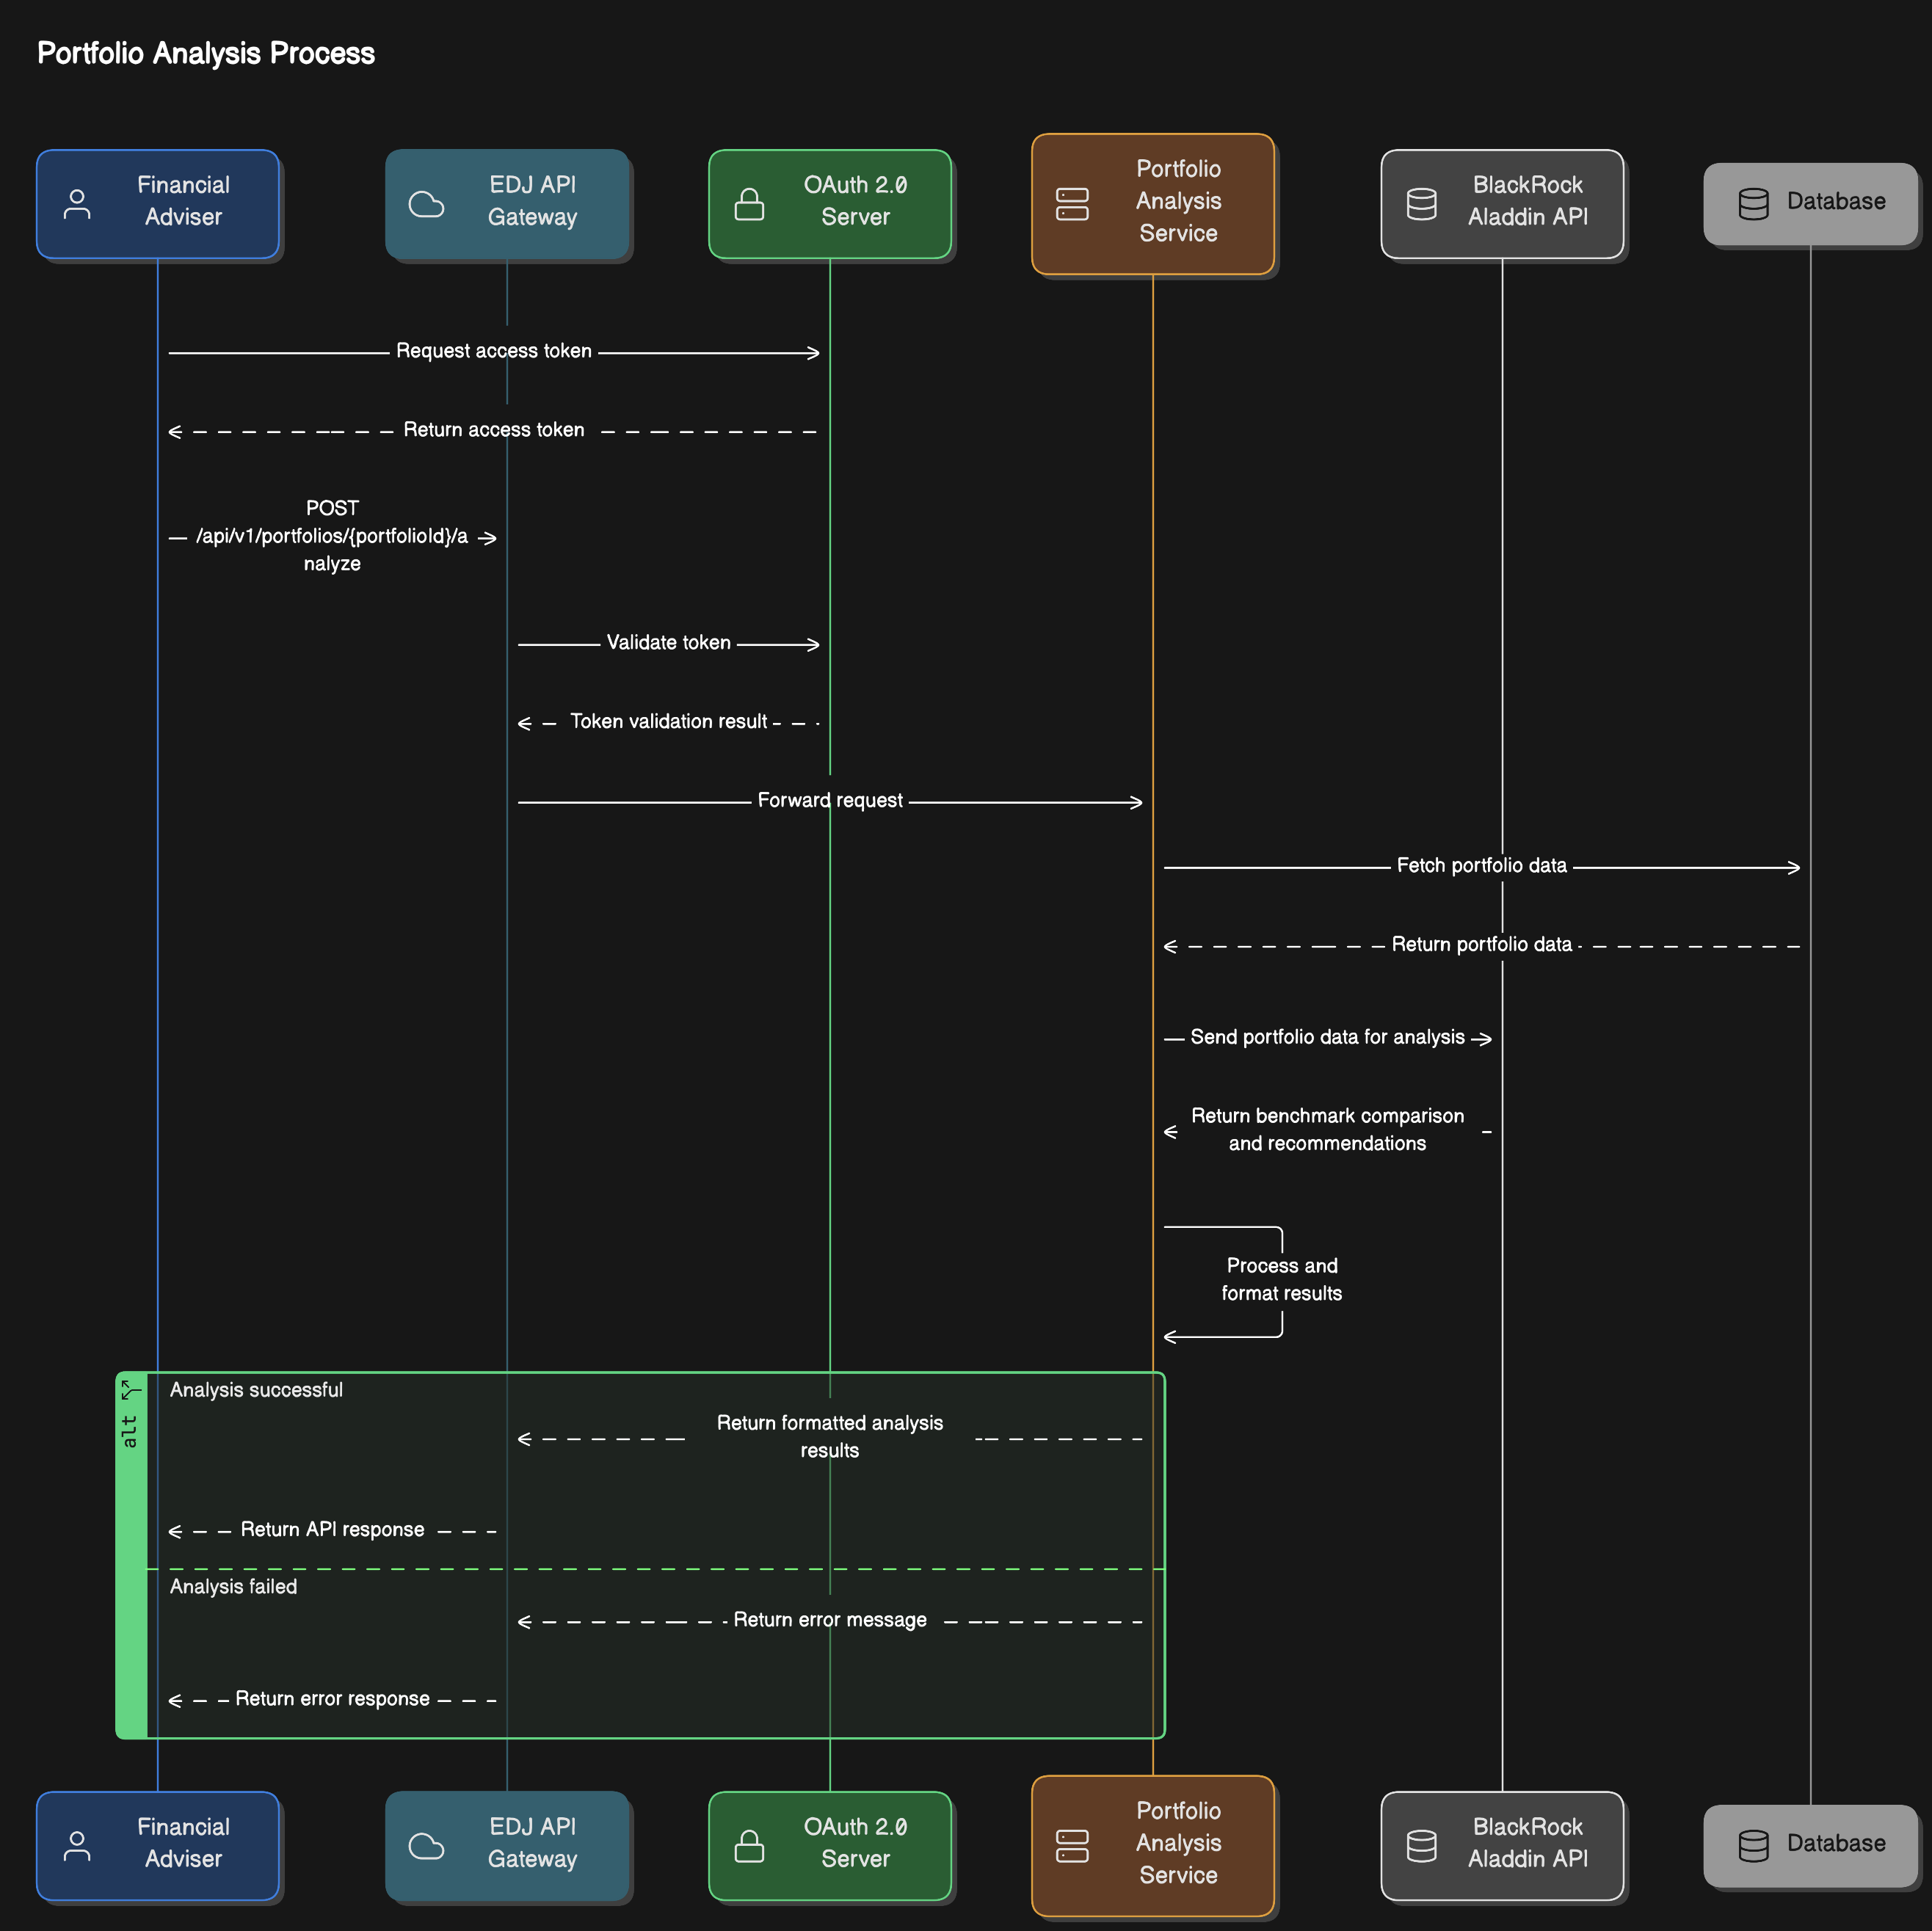 Portfolio Analysis Process
Financial
Adviser
EDJ API
Gateway
OAuth 2.0
Server
Portfolio
Analysis
Service
BlackRock
Aladdin API
Database
Request access token
Return access token
POST
/api/v1/portfolios/{portfolioId}/a
nalyze
Validate token
Token validation result
Forward request
Fetch portfolio data
Return portfolio data
Send portfolio data for analysis
Return benchmark comparison
and recommendations
Process and
format results
alt
Analysis successful
Return formatted analysis
results
Return API response
Analysis failed
Return error message
Return error response
Financial
Adviser
EDJ API
Gateway
OAuth 2.0
Server
Portfolio
Analysis
Service
BlackRock
Aladdin API
Database